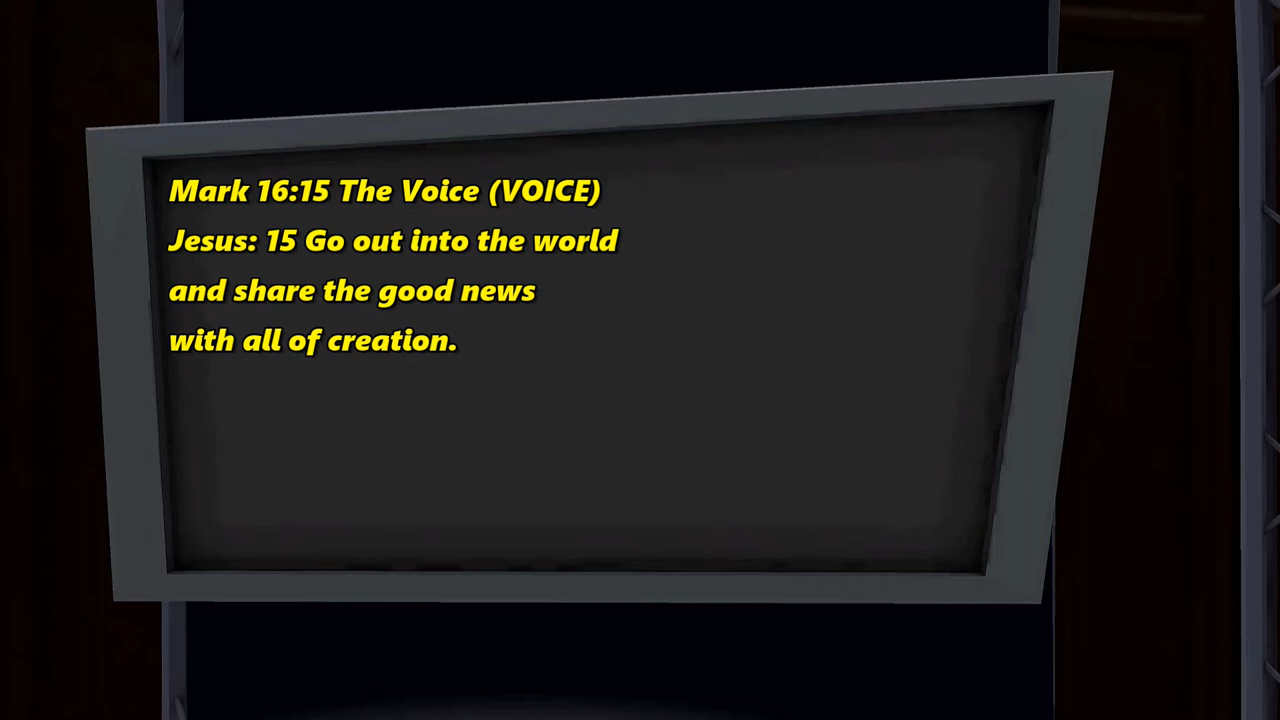 Mark 16:15 The Voice (VOICE)
Jesus: 15 Go out into the world
and share the good news
with all of creation.